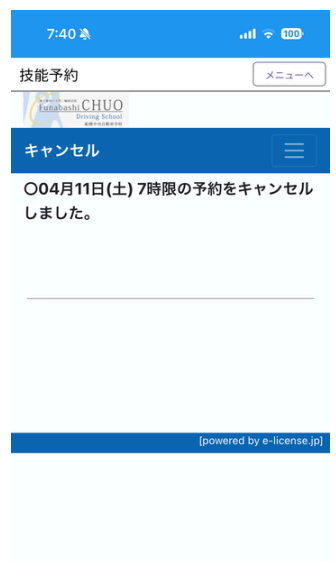 7:40
100
技能予約
メニューへ
Funabashi CHUO
Driving School
キャンセル
〇04月11日(土) 7時限の予約をキャンセル
しました。
[powered by e-license.jp]